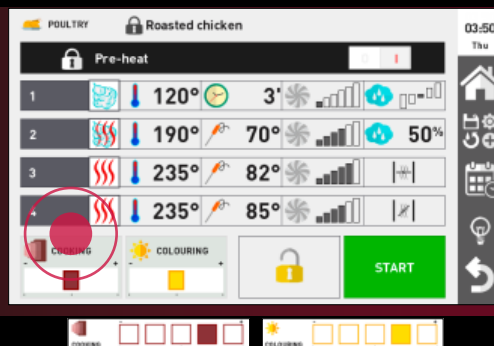 POULTRY Roasted chicken 03:50
Thu
Pre-heat 0 I
1 120° 3'
2 190° 70° 50%
3 235° 82°
4 235° 85°
COOKING - + COLOURING - + START
COOKING - + COLOURING - +